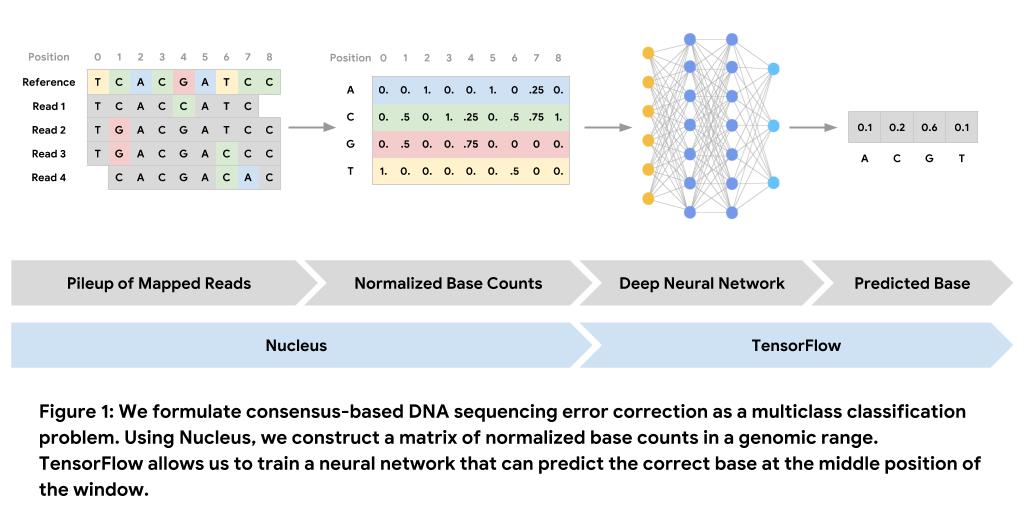 Position 0 1 2 3 4 5 6 7 8
Reference T C A C G A T C C
Read 1 T C A C C A T C
Read 2 T G A C G A T C C
Read 3 T G A C G A C C C
Read 4 C A C G A C A C
Position 0 1 2 3 4 5 6 7 8
A 0. 0. 1. 0. 0. 1. 0 .25 0.
C 0. .5 0. 1. .25 0. .5 .75 1.
G 0. .5 0. 0. .75 0. 0 0 0.
T 1. 0. 0. 0. 0. 0. .5 0 0.
0.1 0.2 0.6 0.1
A C G T
Pileup of Mapped Reads
Normalized Base Counts
Deep Neural Network
Predicted Base
Nucleus
TensorFlow
Figure 1: We formulate consensus-based DNA sequencing error correction as a multiclass classification
problem. Using Nucleus, we construct a matrix of normalized base counts in a genomic range.
TensorFlow allows us to train a neural network that can predict the correct base at the middle position of
the window.